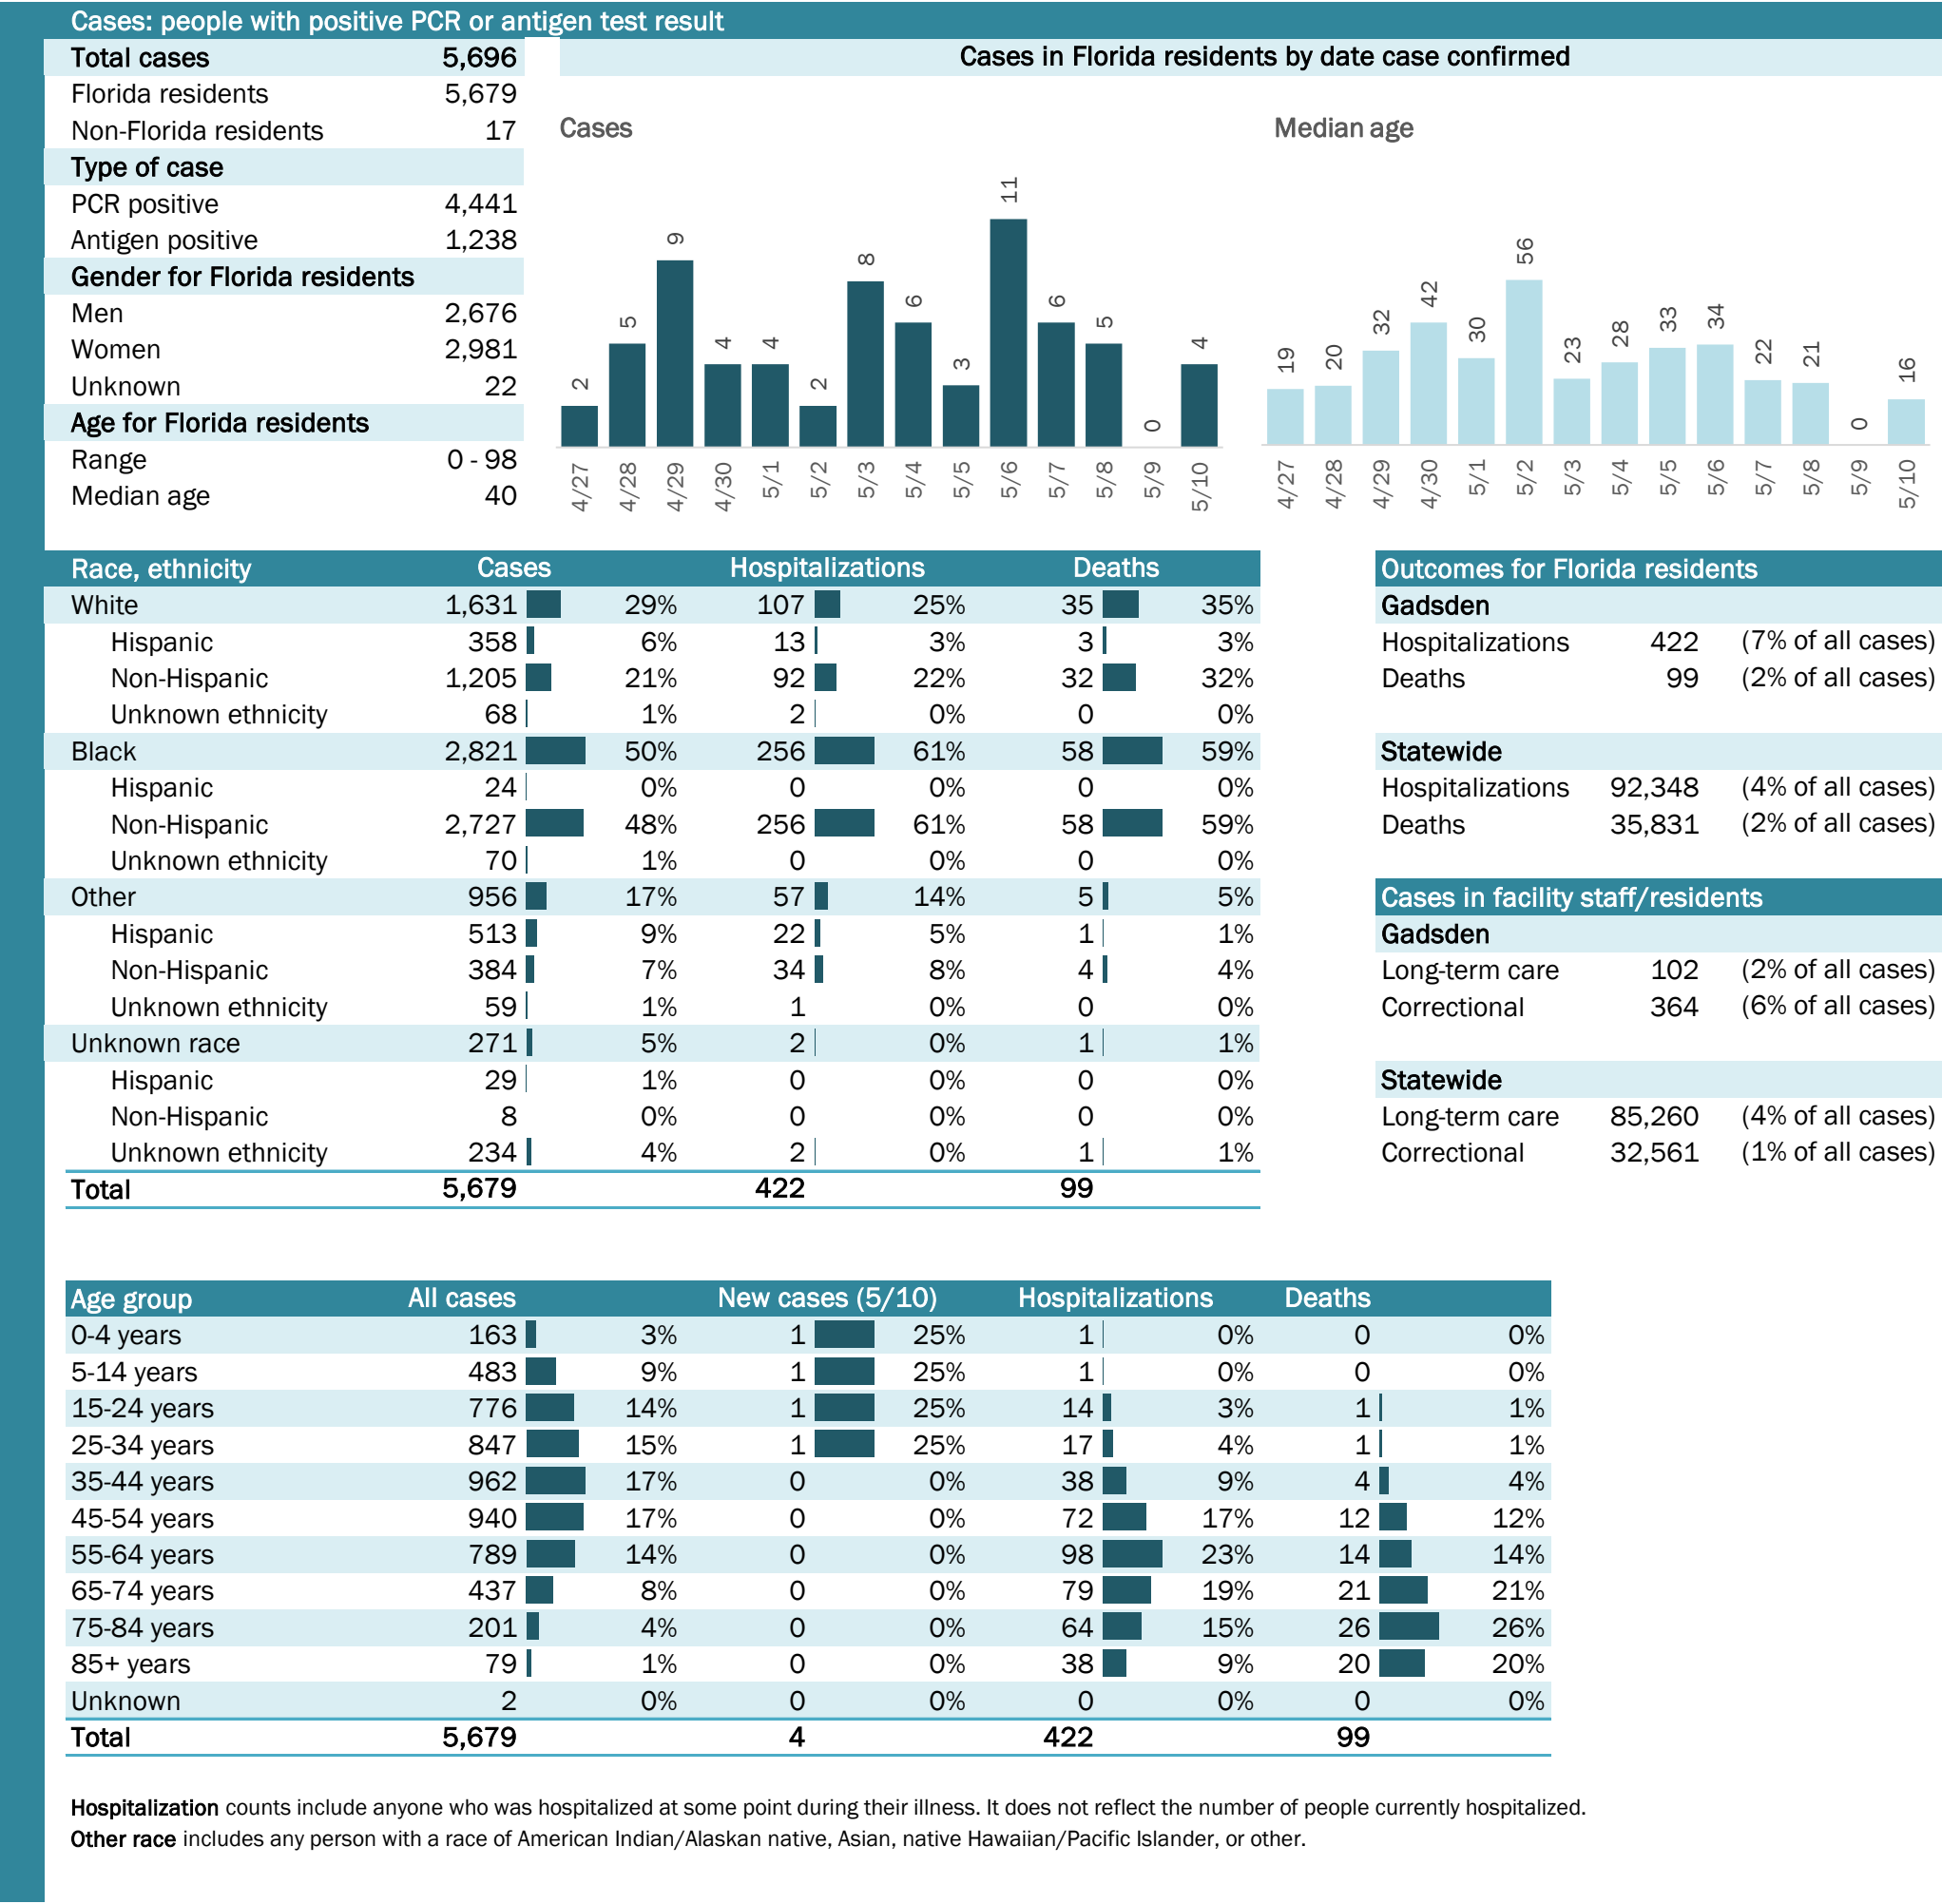 Cases: people with positive PCR or antigen test result
Total cases 5,696
Florida residents 5,679
Non-Florida residents 17
Type of case
PCR positive 4,441
Antigen positive 1,238
Gender for Florida residents
Men 2,676
Women 2,981
Unknown 22
Age for Florida residents
Range 0 - 98
Median age 40
Cases in Florida residents by date case confirmed
Cases
2 5 9 4 4 2 8 6 3 11 6 5 0 4
4/27 4/28 4/29 4/30 5/1 5/2 5/3 5/4 5/5 5/6 5/7 5/8 5/9 5/10
Median age
19 20 32 42 30 56 23 28 33 34 22 21 0 16
4/27 4/28 4/29 4/30 5/1 5/2 5/3 5/4 5/5 5/6 5/7 5/8 5/9 5/10
Race, ethnicity Cases Hospitalizations Deaths
White 1,631 29% 107 25% 35 35%
Hispanic 358 6% 13 3% 3 3%
Non-Hispanic 1,205 21% 92 22% 32 32%
Unknown ethnicity 68 1% 2 0% 0 0%
Black 2,821 50% 256 61% 58 59%
Hispanic 24 0% 0 0% 0 0%
Non-Hispanic 2,727 48% 256 61% 58 59%
Unknown ethnicity 70 1% 0 0% 0 0%
Other 956 17% 57 14% 5 5%
Hispanic 513 9% 22 5% 1 1%
Non-Hispanic 384 7% 34 8% 4 4%
Unknown ethnicity 59 1% 1 0% 0 0%
Unknown race 271 5% 2 0% 1 1%
Hispanic 29 1% 0 0% 0 0%
Non-Hispanic 8 0% 0 0% 0 0%
Unknown ethnicity 234 4% 2 0% 1 1%
Total 5,679 422 99
Outcomes for Florida residents
Gadsden
Hospitalizations 422 (7% of all cases)
Deaths 99 (2% of all cases)
Statewide
Hospitalizations 92,348 (4% of all cases)
Deaths 35,831 (2% of all cases)
Cases in facility staff/residents
Gadsden
Long-term care 102 (2% of all cases)
Correctional 364 (6% of all cases)
Statewide
Long-term care 85,260 (4% of all cases)
Correctional 32,561 (1% of all cases)
Age group All cases New cases (5/10) Hospitalizations Deaths
0-4 years 163 3% 1 25% 1 0% 0 0%
5-14 years 483 9% 1 25% 1 0% 0 0%
15-24 years 776 14% 1 25% 14 3% 1 1%
25-34 years 847 15% 1 25% 17 4% 1 1%
35-44 years 962 17% 0 0% 38 9% 4 4%
45-54 years 940 17% 0 0% 72 17% 12 12%
55-64 years 789 14% 0 0% 98 23% 14 14%
65-74 years 437 8% 0 0% 79 19% 21 21%
75-84 years 201 4% 0 0% 64 15% 26 26%
85+ years 79 1% 0 0% 38 9% 20 20%
Unknown 2 0% 0 0% 0 0% 0 0%
Total 5,679 4 422 99
Hospitalization counts include anyone who was hospitalized at some point during their illness. It does not reflect the number of people currently hospitalized.
Other race includes any person with a race of American Indian/Alaskan native, Asian, native Hawaiian/Pacific Islander, or other.